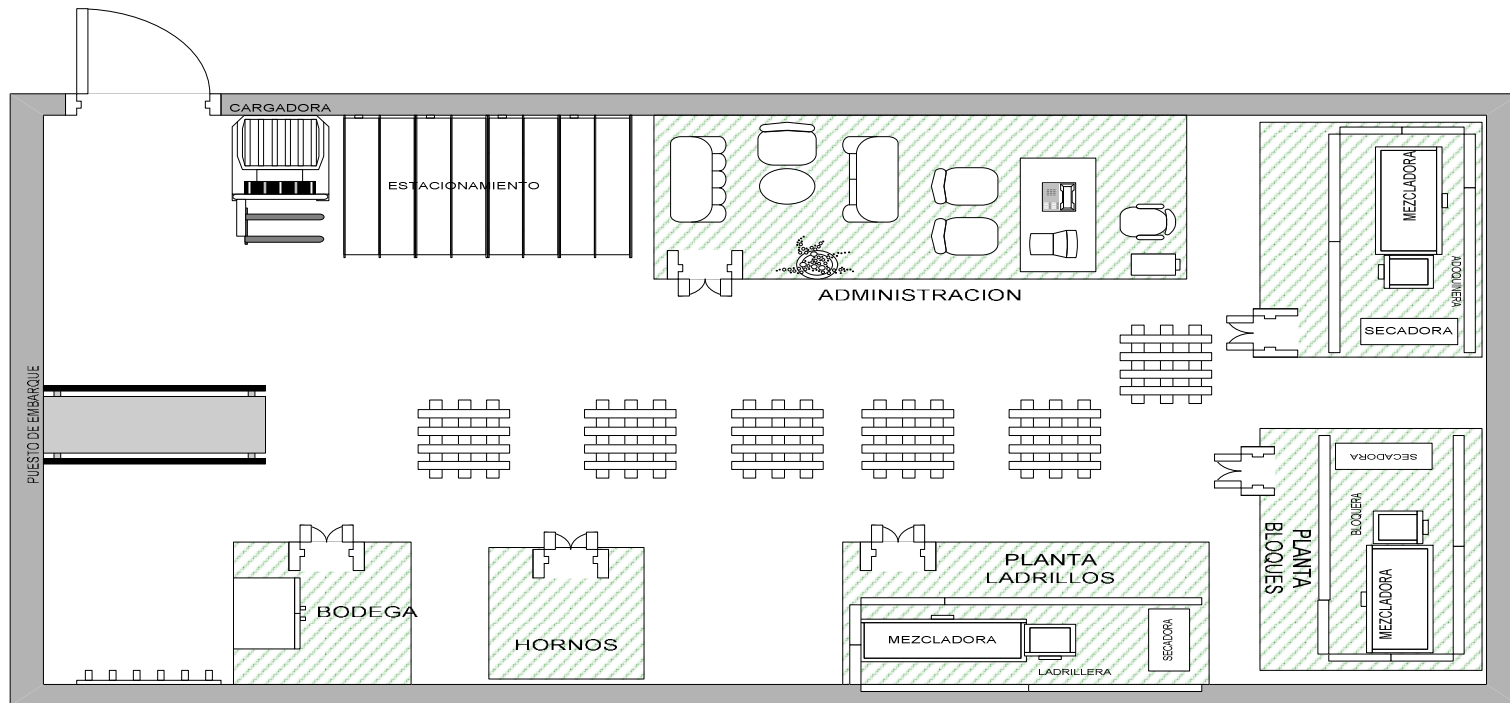 CARGADORA
ESTACIONAMIENTO
ADMINISTRACION
MEZCLADORA
ADOQUINERA
SECADORA
PUESTO DE EMBARQUE
SECADORA
BLOQUERA
PLANTA
BLOQUES
MEZCLADORA
BODEGA
HORNOS
PLANTA
LADRILLOS
MEZCLADORA
SECADORA
LADRILLERA